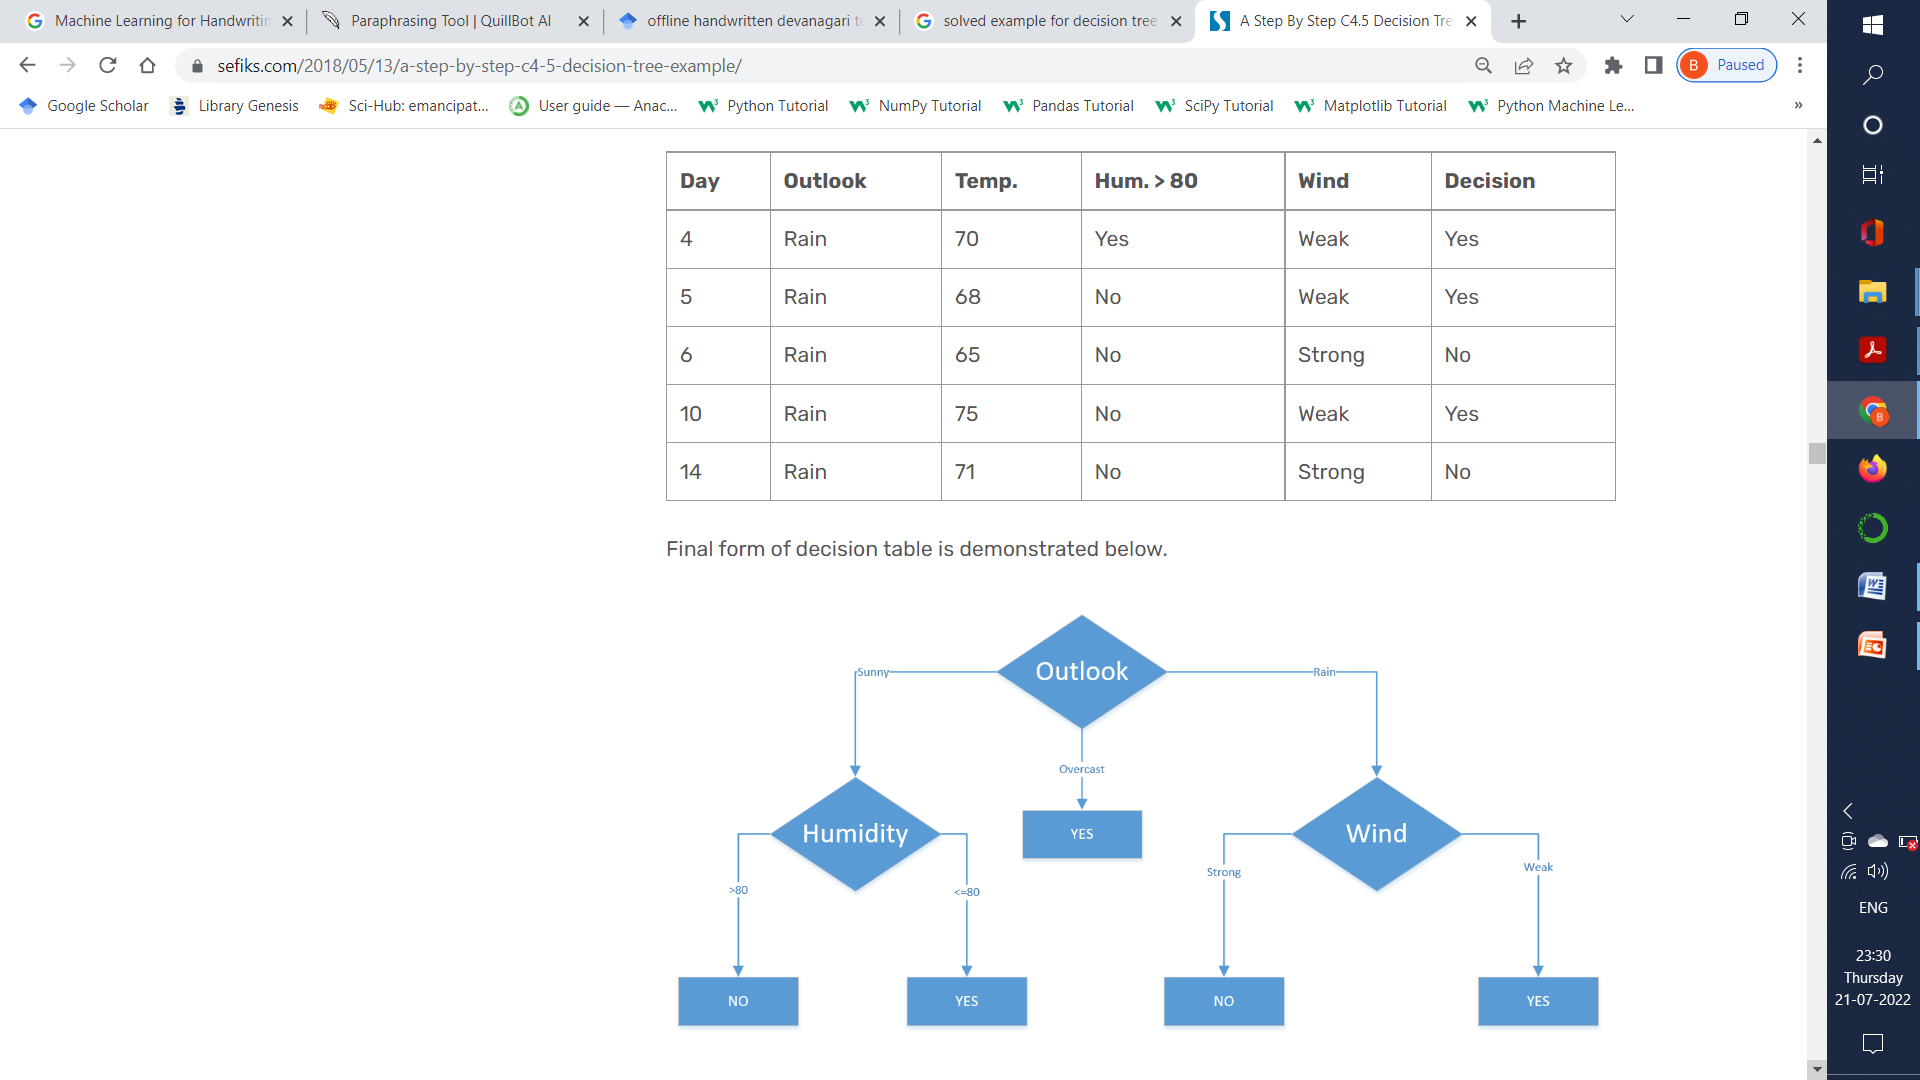 Machine Learning for Handwritin
Paraphrasing Tool | QuillBot AI
offline handwritten devanagari te
solved example for decision tree
A Step By Step C4.5 Decision Tre
sefiks.com/2018/05/13/a-step-by-step-c4-5-decision-tree-example/
B Paused
Google Scholar
Library Genesis
Sci-Hub: emancipat...
User guide — Anac...
Python Tutorial
NumPy Tutorial
Pandas Tutorial
SciPy Tutorial
Matplotlib Tutorial
Python Machine Le...
»
Day Outlook Temp. Hum. > 80 Wind Decision
4 Rain 70 Yes Weak Yes
5 Rain 68 No Weak Yes
6 Rain 65 No Strong No
10 Rain 75 No Weak Yes
14 Rain 71 No Strong No
Final form of decision table is demonstrated below.
Outlook
Sunny
Rain
Overcast
Humidity
YES
Wind
>80
<=80
Strong
Weak
NO
YES
NO
YES
ENG
23:30
Thursday
21-07-2022